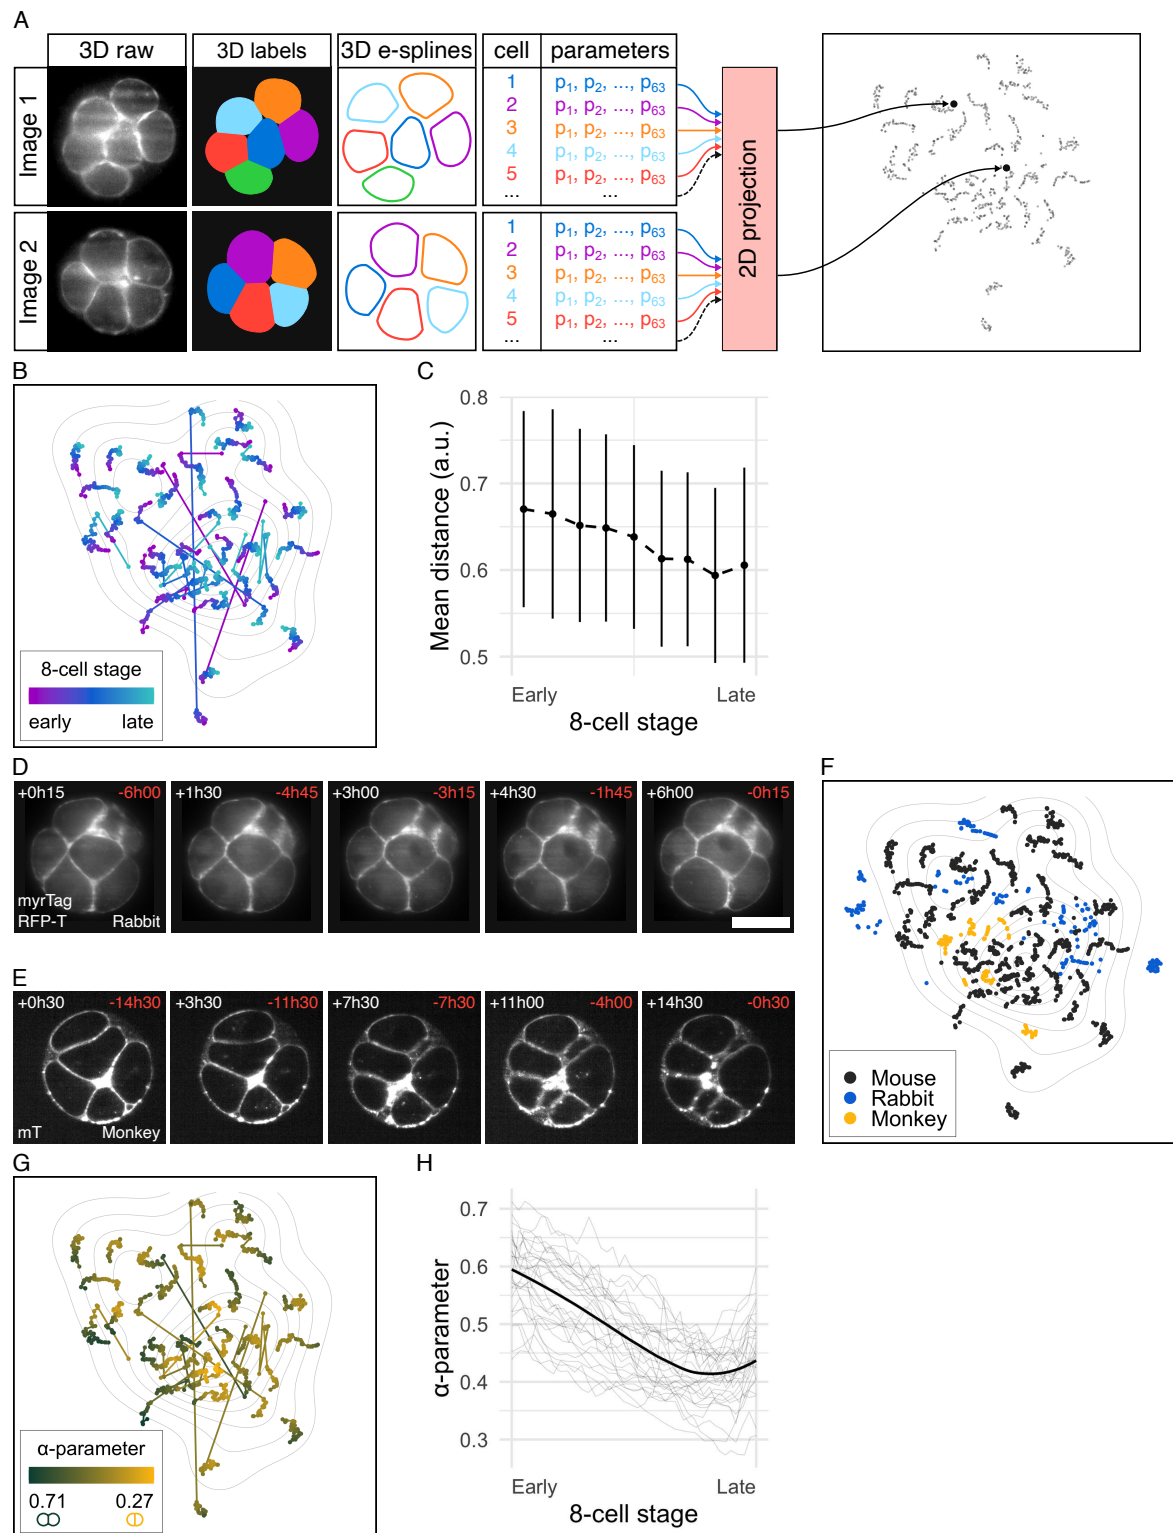 A
3D raw
3D labels
3D e-splines
cell
parameters
Image 1
1 p1, p2, ..., p63
2 p1, p2, ..., p63
3 p1, p2, ..., p63
4 p1, p2, ..., p63
5 p1, p2, ..., p63
... ...
2D projection
Image 2
1 p1, p2, ..., p63
2 p1, p2, ..., p63
3 p1, p2, ..., p63
4 p1, p2, ..., p63
5 p1, p2, ..., p63
... ...
B
8-cell stage
early late
C
Mean distance (a.u.)
0.8
0.7
0.6
0.5
Early Late
8-cell stage
D
+0h15 -6h00
myrTag
RFP-T Rabbit
+1h30 -4h45
+3h00 -3h15
+4h30 -1h45
+6h00 -0h15
E
+0h30 -14h30
mT Monkey
+3h30 -11h30
+7h30 -7h30
+11h00 -4h00
+14h30 -0h30
F
Mouse
Rabbit
Monkey
G
α-parameter
0.71 0.27
H
α-parameter
0.7
0.6
0.5
0.4
0.3
Early Late
8-cell stage